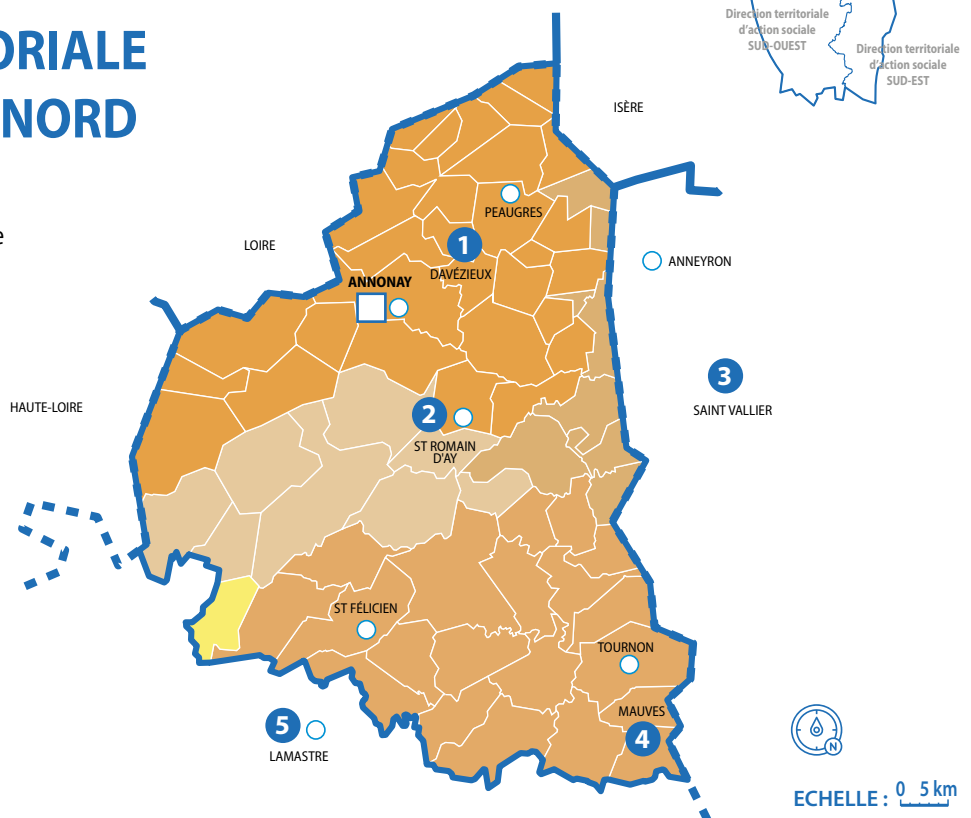 ORIALE
NORD
e
Direction territoriale
d'action sociale
SUD-OUEST
Direction territoriale
d'action sociale
SUD-EST
ISÈRE
PEAUGRES
LOIRE
1
DAVÉZIEUX
ANNEYRON
ANNONAY
3
SAINT VALLIER
HAUTE-LOIRE
2
ST ROMAIN
D'AY
ST FÉLICIEN
TOURNON
MAUVES
4
5
LAMASTRE
N
ECHELLE : 0 5 km